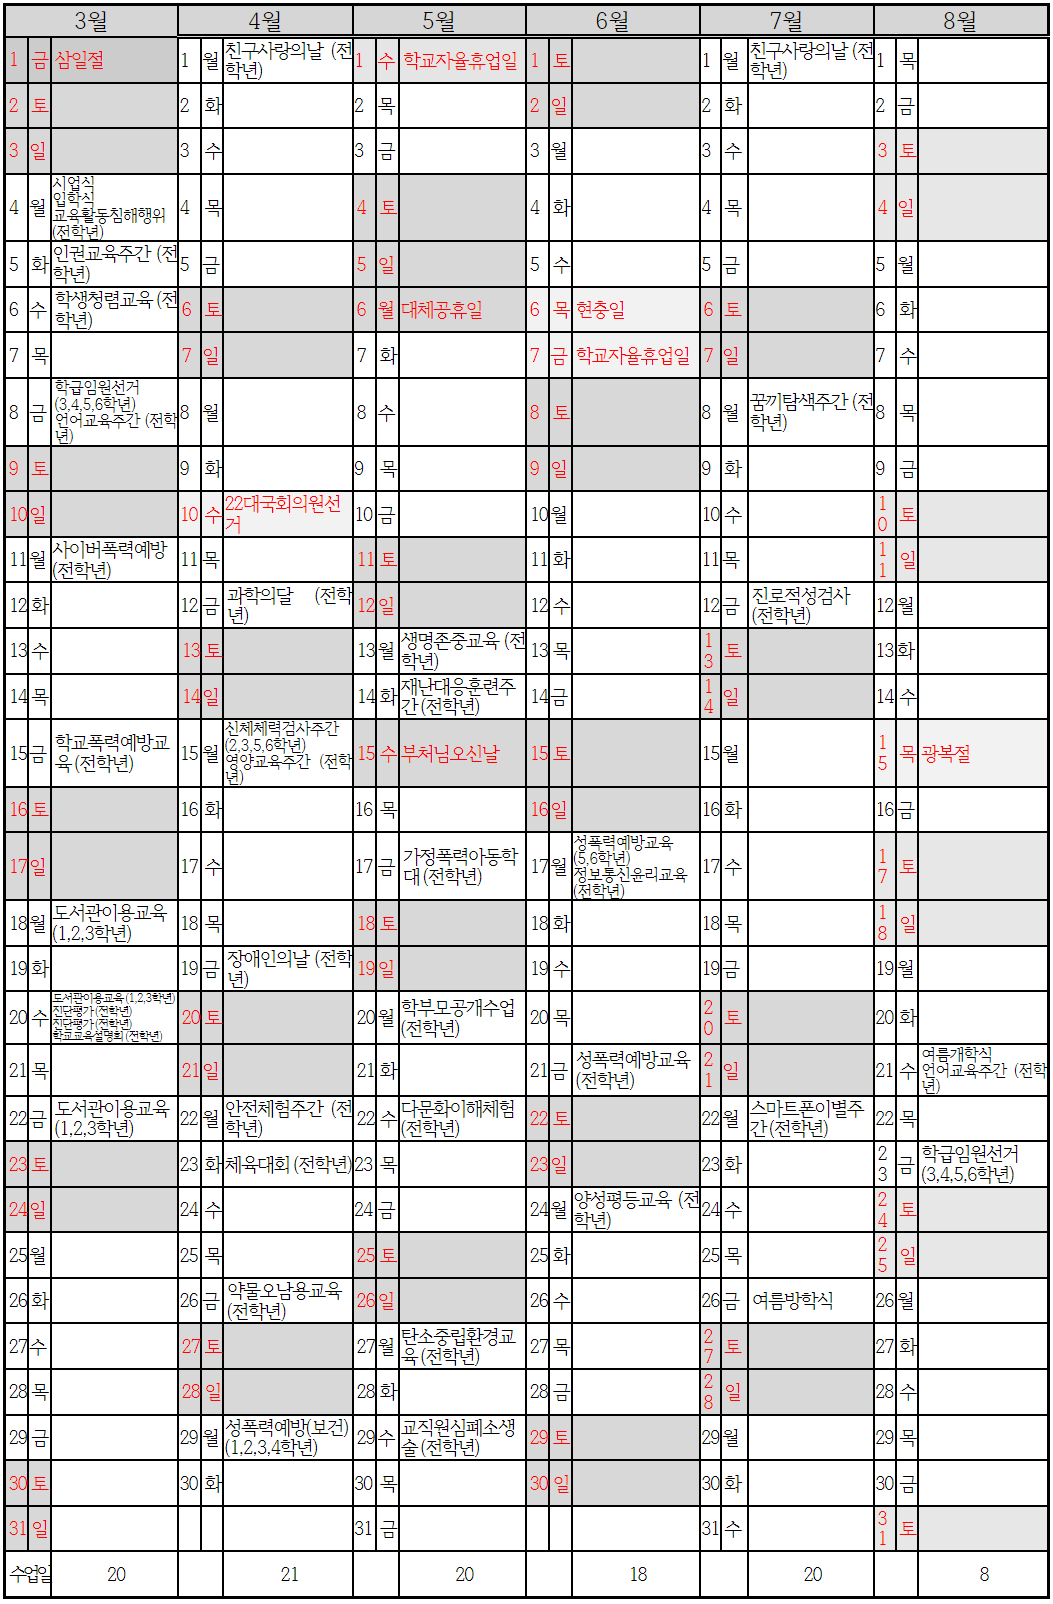 3월 4월 5월 6월 7월 8월
1 금 삼일절 1 월 친구사랑의날 (전학년) 1 수 학교자율휴업일 1 토 1 월 친구사랑의날 (전학년) 1 목
2 토 2 화 2 목 2 일 2 화 2 금
3 일 3 수 3 금 3 월 3 수 3 토
4 월 시업식 입학식 교육활동침해행위 (전학년) 4 목 4 토 4 화 4 목 4 일
5 화 인권교육주간 (전학년) 5 금 5 일 5 수 5 금 5 월
6 수 학생청렴교육 (전학년) 6 토 6 월 대체공휴일 6 목 현충일 6 토 6 화
7 목 7 일 7 화 7 금 학교자율휴업일 7 일 7 수
8 금 학급임원선거 (3,4,5,6학년) 언어교육주간 (전학년) 8 월 8 수 8 토 8 월 꿈끼탐색주간 (전학년) 8 목
9 토 9 화 9 목 9 일 9 화 9 금
10 일 10 수 22대국회의원선거 10 금 10 월 10 수 10 토
11 월 사이버폭력예방 (전학년) 11 목 11 토 11 화 11 목 11 일
12 화 12 금 과학의달 (전학년) 12 일 12 수 12 금 진로적성검사 (전학년) 12 월
13 수 13 토 13 월 생명존중교육 (전학년) 13 목 13 토 13 화
14 목 14 일 14 화 재난대응훈련주간 (전학년) 14 금 14 일 14 수
15 금 학교폭력예방교육 (전학년) 15 월 신체체력검사주간 (2,3,5,6학년) 영양교육주간 (전학년) 15 수 부처님오신날 15 토 15 월 15 목 광복절
16 토 16 화 16 목 16 일 16 화 16 금
17 일 17 수 17 금 가정폭력아동학대 (전학년) 17 월 성폭력예방교육 (5,6학년) 정보통신윤리교육 (전학년) 17 수 17 토
18 월 도서관이용교육 (1,2,3학년) 18 목 18 토 18 화 18 목 18 일
19 화 19 금 장애인의날 (전학년) 19 일 19 수 19 금 19 월
20 수 도서관이용교육 (1,2,3학년) 진단평가 (전학년) 진단평가 (전학년) 학교교육설명회 (전학년) 20 토 20 월 학부모공개수업 (전학년) 20 목 20 토 20 화
21 목 21 일 21 화 21 금 성폭력예방교육 (전학년) 21 일 21 수 여름개학식 언어교육주간 (전학년)
22 금 도서관이용교육 (1,2,3학년) 22 월 안전체험주간 (전학년) 22 수 다문화이해체험 (전학년) 22 토 22 월 스마트폰이별주간 (전학년) 22 목
23 토 23 화 체육대회 (전학년) 23 목 23 일 23 화 23 금 학급임원선거 (3,4,5,6학년)
24 일 24 수 24 금 24 월 양성평등교육 (전학년) 24 수 24 토
25 월 25 목 25 토 25 화 25 목 25 일
26 화 26 금 약물오남용교육 (전학년) 26 일 26 수 26 금 여름방학식 26 월
27 수 27 토 27 월 탄소중립환경교육 (전학년) 27 목 27 토 27 화
28 목 28 일 28 화 28 금 28 일 28 수
29 금 29 월 성폭력예방(보건) (1,2,3,4학년) 29 수 교직원심폐소생술 (전학년) 29 토 29 월 29 목
30 토 30 화 30 목 30 일 30 화 30 금
31 일 31 금 31 수 31 토
수업일 20 21 20 18 20 8